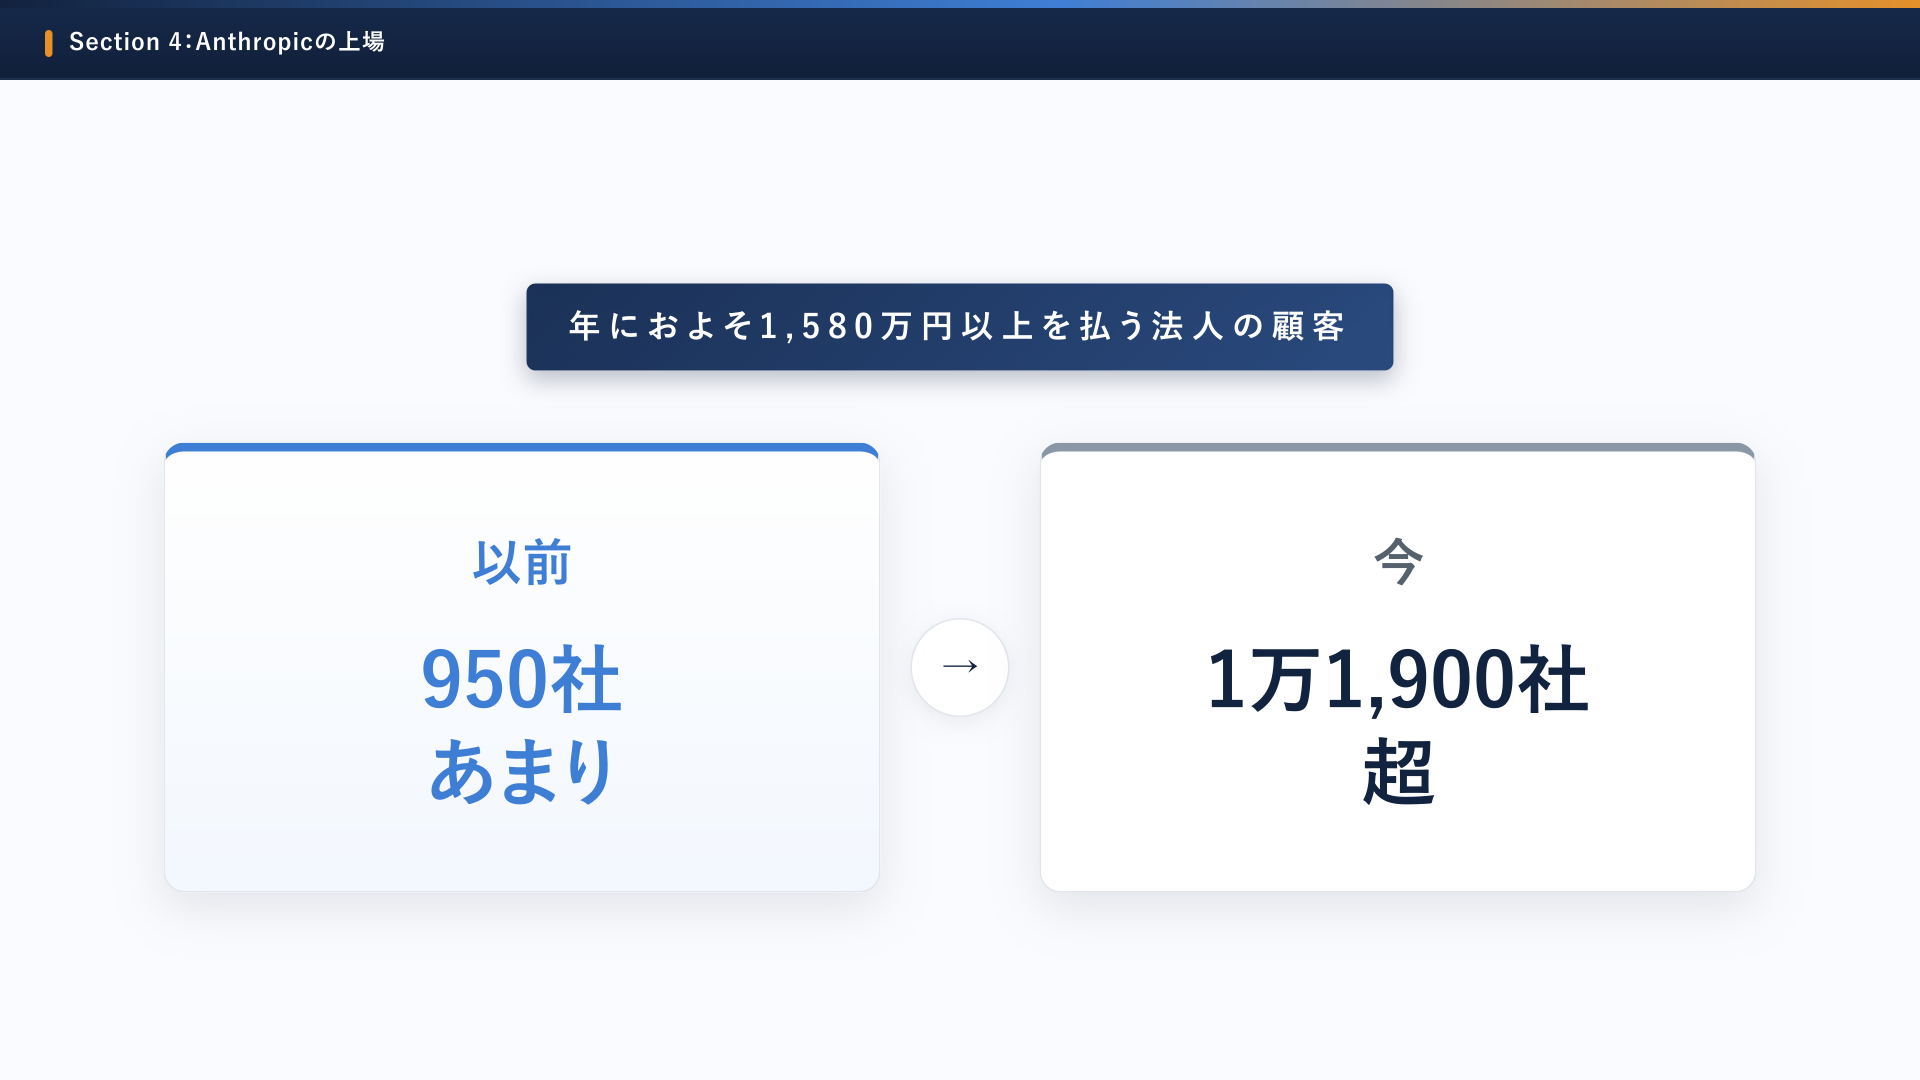 Section 4：Anthropicの上場
年におよそ1,580万円以上を払う法人の顧客
以前
950社
あまり
→
今
1万1,900社
超